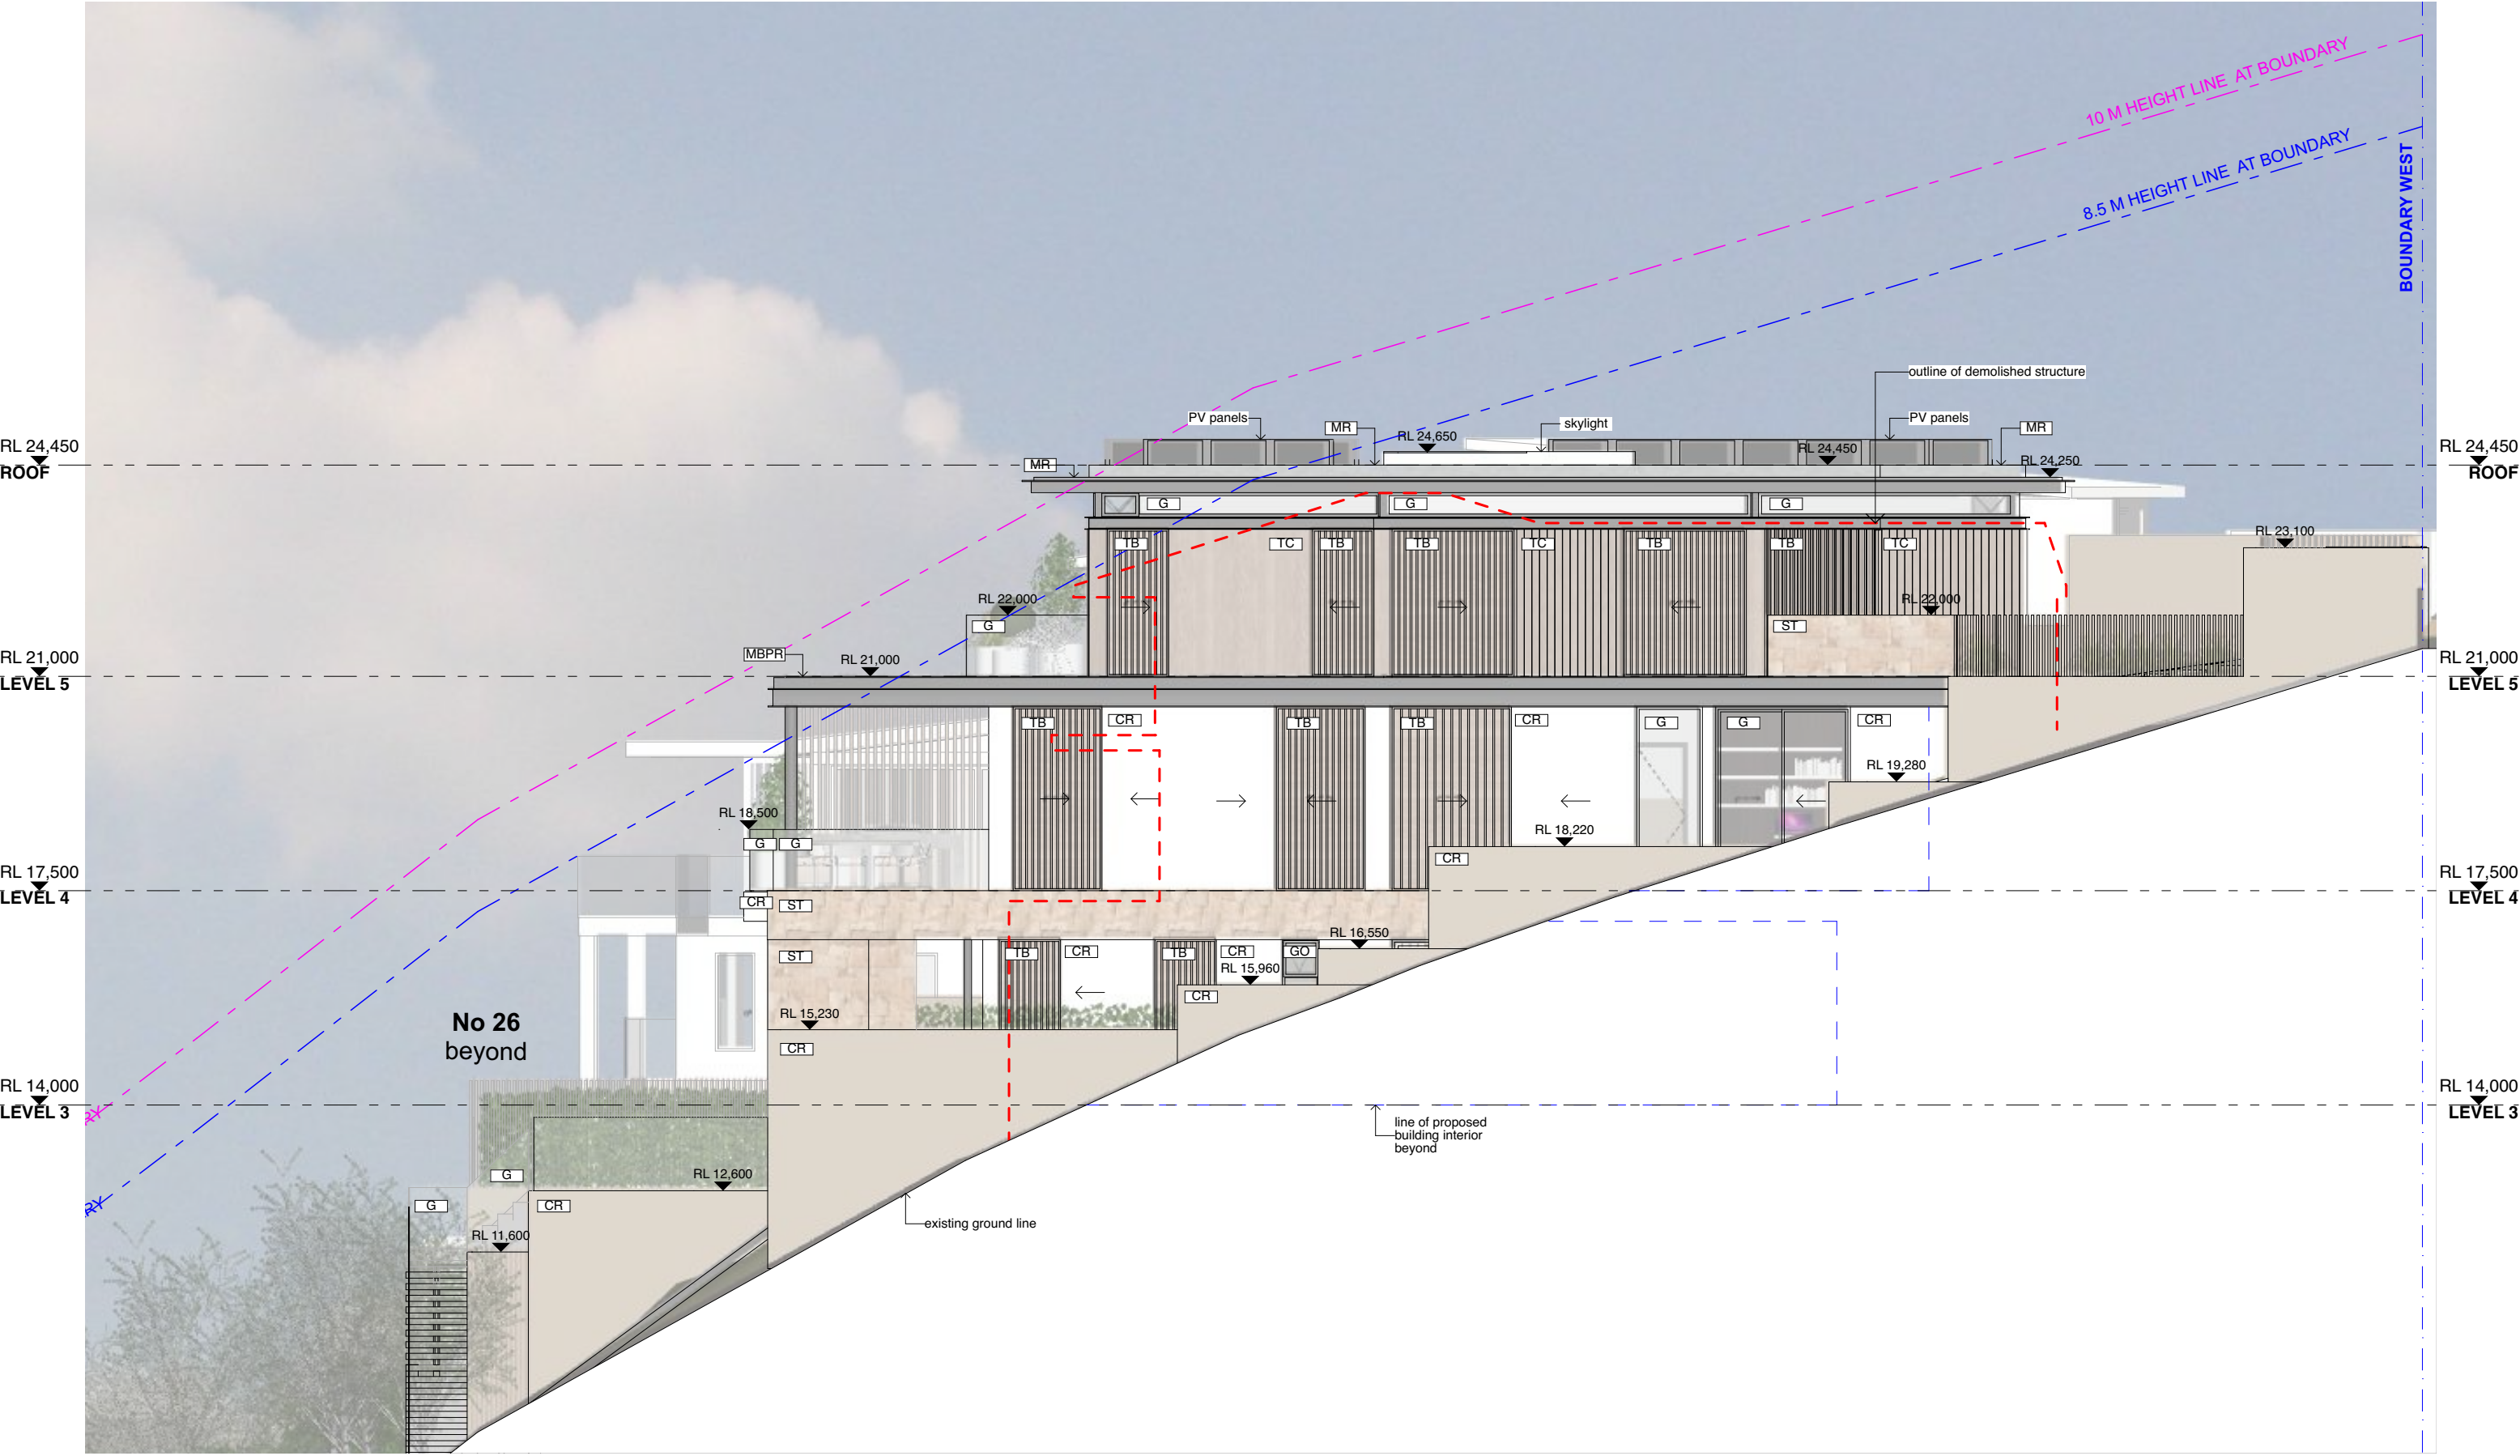 10 M HEIGHT LINE AT BOUNDARY
8.5 M HEIGHT LINE AT BOUNDARY
BOUNDARY WEST
outline of demolished structure
PV panels
MR
skylight
PV panels
MR
RL 24,650
RL 24,450
ROOF
RL 24,450
RL 24,450
ROOF
MR
RL 24,250
G
G
G
RL 23,100
TB
TC
TB
TB
TC
TB
TB
TC
RL 22,000
RL 22,000
G
ST
MBPR
RL 21,000
RL 21,000
LEVEL 5
RL 21,000
LEVEL 5
TB
CR
TB
TB
CR
G
G
CR
RL 19,280
RL 18,500
RL 18,220
G
G
CR
RL 17,500
LEVEL 4
RL 17,500
LEVEL 4
CR
ST
RL 16,550
ST
TB
CR
TB
CR
GO
RL 15,960
CR
RL 15,230
No 26
beyond
CR
RL 14,000
LEVEL 3
RL 14,000
LEVEL 3
RY
line of proposed
building interior
beyond
G
RL 12,600
RY
G
CR
existing ground line
RL 11,600